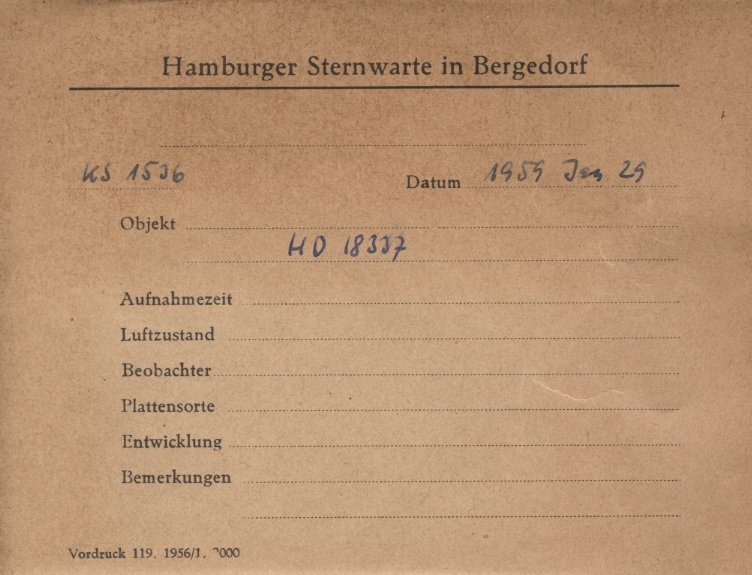 Hamburger Sternwarte in Bergedorf
KS 1536 Datum 1959 Jan 29
Objekt
HD 18337
Aufnahmezeit
Luftzustand
Beobachter
Plattensorte
Entwicklung
Bemerkungen
Vordruck 119. 1956/1.